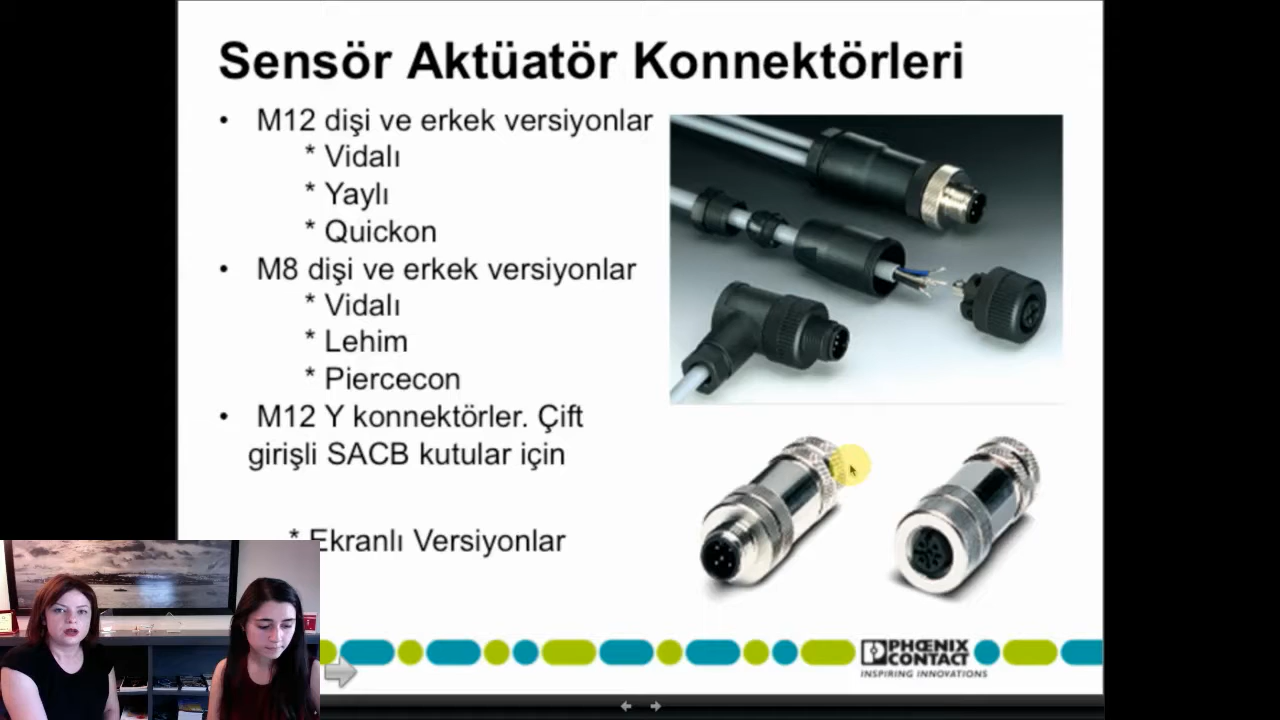 Sensör Aktüatör Konnektörleri
• M12 dişi ve erkek versiyonlar
* Vidalı
* Yaylı
* Quickon
• M8 dişi ve erkek versiyonlar
* Vidalı
* Lehim
* Piercecon
• M12 Y konnektörler. Çift
girişli SACB kutular için
* Ekranlı Versiyonlar
PHŒNIX
CONTACT
INSPIRING INNOVATIONS